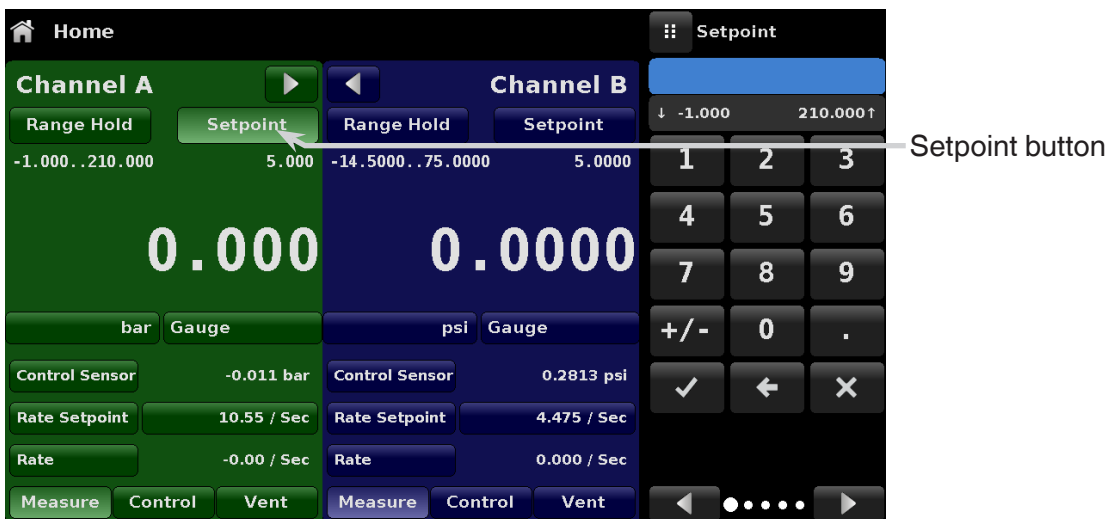 Home
Setpoint
Channel A
Channel B
Range Hold Setpoint Range Hold Setpoint
-1.000..210.000 5.000 -14.5000..75.0000 5.0000
↓ -1.000 210.000↑
Setpoint button
0.000 0.0000
bar Gauge psi Gauge
Control Sensor -0.011 bar Control Sensor 0.2813 psi
Rate Setpoint 10.55 / Sec Rate Setpoint 4.475 / Sec
Rate -0.00 / Sec Rate 0.000 / Sec
Measure Control Vent Measure Control Vent
1 2 3
4 5 6
7 8 9
+/- 0 .